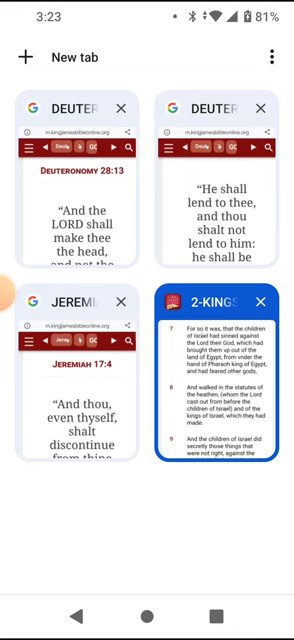 3:23
81%
New tab
DEUTER
m.kingjamesbibleonline.org
DEUTERONOMY 28:13
“And the
LORD shall
make thee
the head,
and not the
DEUTER
m.kingjamesbibleonline.org
“He shall
lend to thee,
and thou
shalt not
lend to him:
he shall be
JEREMI
m.kingjamesbibleonline.org
JEREMIAH 17:4
“And thou,
even thyself,
shalt
discontinue
from thine
2-KINGS
7 For so it was, that the children
of Israel had sinned against
the Lord their God, which had
brought them up out of the
land of Egypt, from vnder the
hand of Pharaoh king of Egypt,
and had feared other gods,
8 And walked in the statutes of
the heathen, (whom the Lord
cast out from before the
children of Israel) and of the
kings of Israel, which they had
made.
9 And the children of Israel did
secretly those things that
were not right, against the